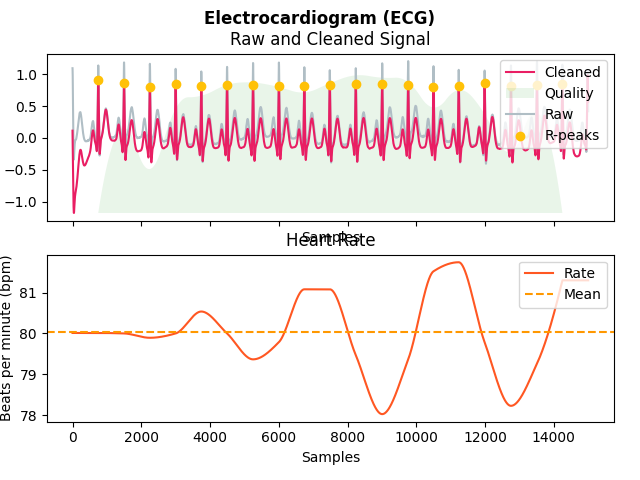 Electrocardiogram (ECG)
Raw and Cleaned Signal
1.0
0.5
0.0
−0.5
−1.0
Cleaned
Quality
Raw
R-peaks
Samples
Heart Rate
Beats per minute (bpm)
81
80
79
78
Rate
Mean
0 2000 4000 6000 8000 10000 12000 14000
Samples